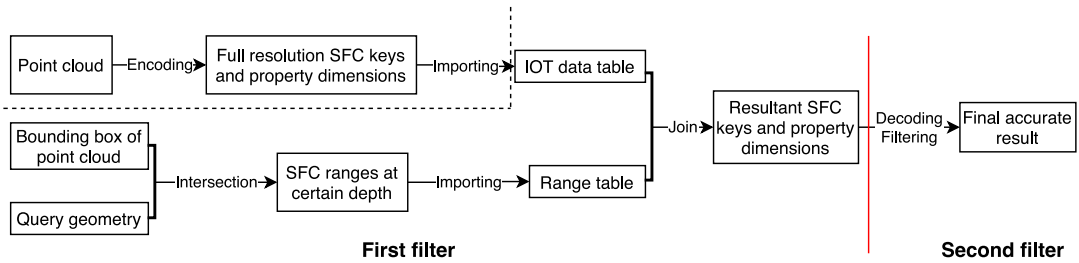 Point cloud
Encoding
Full resolution SFC keys
and property dimensions
Importing
IOT data table
Bounding box of
point cloud
Query geometry
Intersection
SFC ranges at
certain depth
Importing
Range table
Join
Resultant SFC
keys and property
dimensions
Decoding
Filtering
Final accurate
result
First filter
Second filter